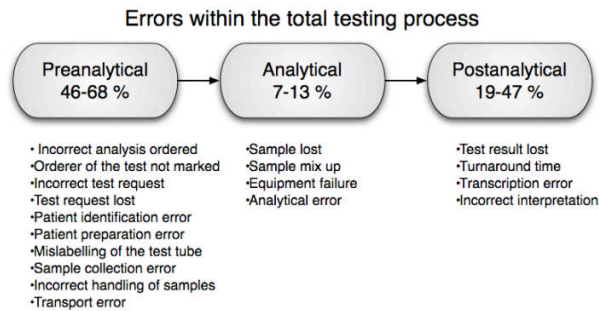 Errors within the total testing process
Preanalytical
46-68 %
Analytical
7-13 %
Postanalytical
19-47 %
• Incorrect analysis ordered
•Orderer of the test not marked
•Incorrect test request
•Test request lost
•Patient identification error
•Patient preparation error
•Mislabelling of the test tube
•Sample collection error
•Incorrect handling of samples
•Transport error
•Sample lost
•Sample mix up
•Equipment failure
•Analytical error
•Test result lost
•Turnaround time
•Transcription error
•Incorrect interpretation